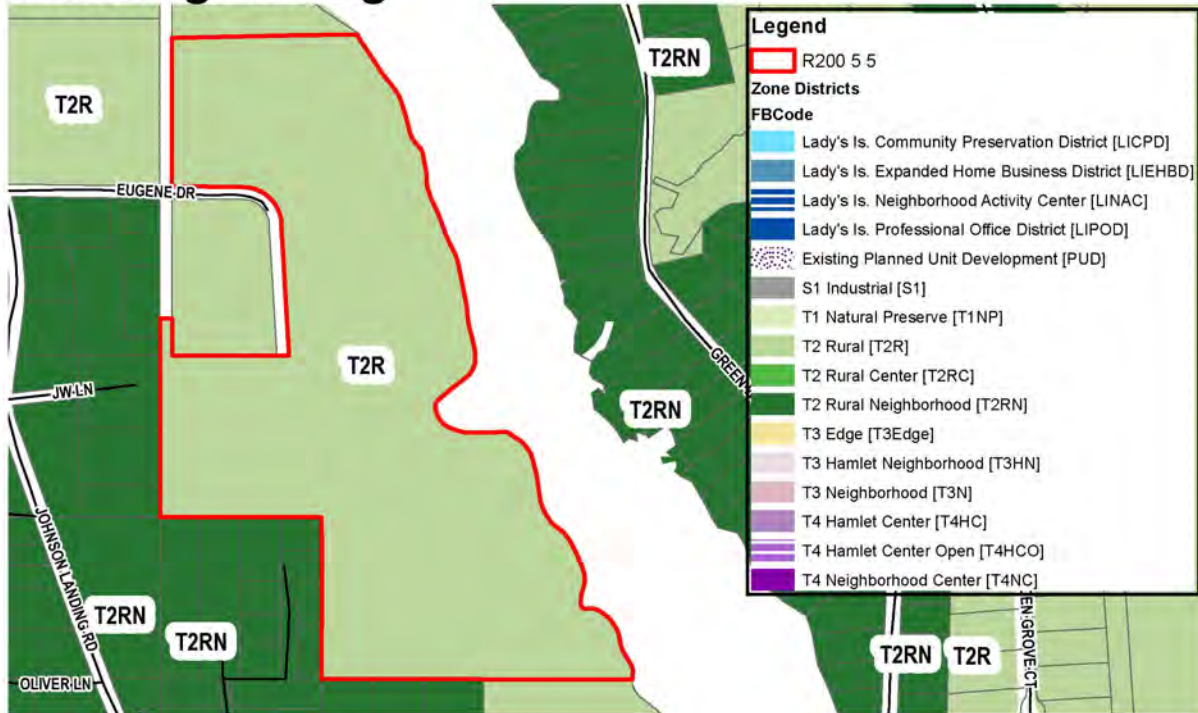 T2R
T2RN
EUGENE DR
T2R
JW LN
T2RN
JOHNSON LANDING RD
T2RN
T2RN
OLIVER LN
T2RN
T2R
Legend
R200 5 5
Zone Districts
FBCode
Lady's Is. Community Preservation District [LICPD]
Lady's Is. Expanded Home Business District [LIEHBD]
Lady's Is. Neighborhood Activity Center [LINAC]
Lady's Is. Professional Office District [LIPOD]
Existing Planned Unit Development [PUD]
S1 Industrial [S1]
T1 Natural Preserve [T1NP]
T2 Rural [T2R]
T2 Rural Center [T2RC]
T2 Rural Neighborhood [T2RN]
T3 Edge [T3Edge]
T3 Hamlet Neighborhood [T3HN]
T3 Neighborhood [T3N]
T4 Hamlet Center [T4HC]
T4 Hamlet Center Open [T4HCO]
T4 Neighborhood Center [T4NC]
GREEN
EN GROVE CT